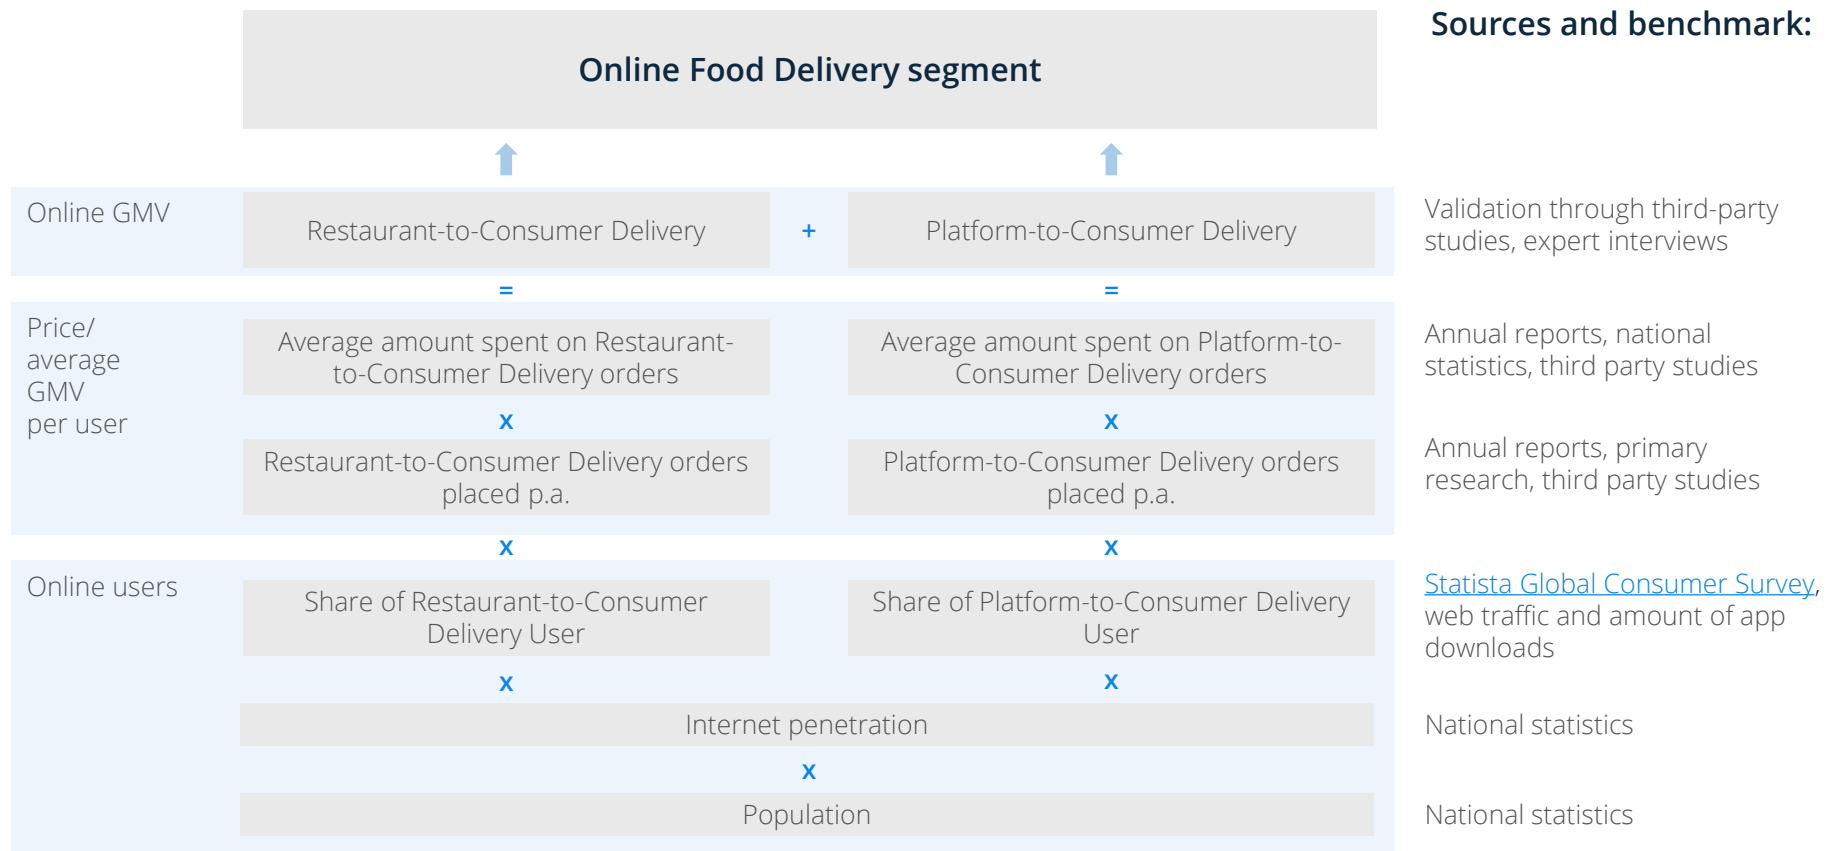 Sources and benchmark:
Online Food Delivery segment
Online GMV
Restaurant-to-Consumer Delivery
+
Platform-to-Consumer Delivery
Validation through third-party
studies, expert interviews
=
=
Price/
average
GMV
per user
Average amount spent on Restaurant-
to-Consumer Delivery orders
Average amount spent on Platform-to-
Consumer Delivery orders
Annual reports, national
statistics, third party studies
x
x
Restaurant-to-Consumer Delivery orders
placed p.a.
Platform-to-Consumer Delivery orders
placed p.a.
Annual reports, primary
research, third party studies
x
x
Online users
Share of Restaurant-to-Consumer
Delivery User
Share of Platform-to-Consumer Delivery
User
Statista Global Consumer Survey,
web traffic and amount of app
downloads
x
x
Internet penetration
National statistics
x
Population
National statistics